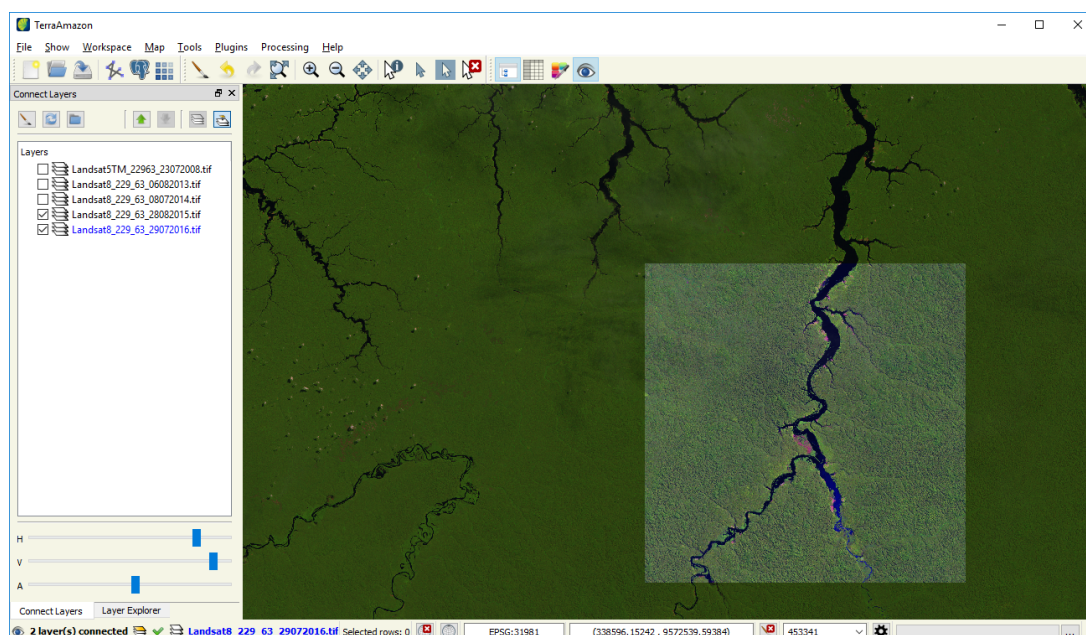 TerraAmazon
File Show Workspace Map Tools Plugins Processing Help
Connect Layers
Layers
Landsat5TM_22963_23072008.tif
Landsat8_229_63_06082013.tif
Landsat8_229_63_08072014.tif
Landsat8_229_63_28082015.tif
Landsat8_229_63_29072016.tif
H
V
A
Connect Layers Layer Explorer
2 layer(s) connected Landsat8_229_63_29072016.tif Selected rows: 0 EPSG:31981 (338596.15242 , 9572539.59384) 453341 ...